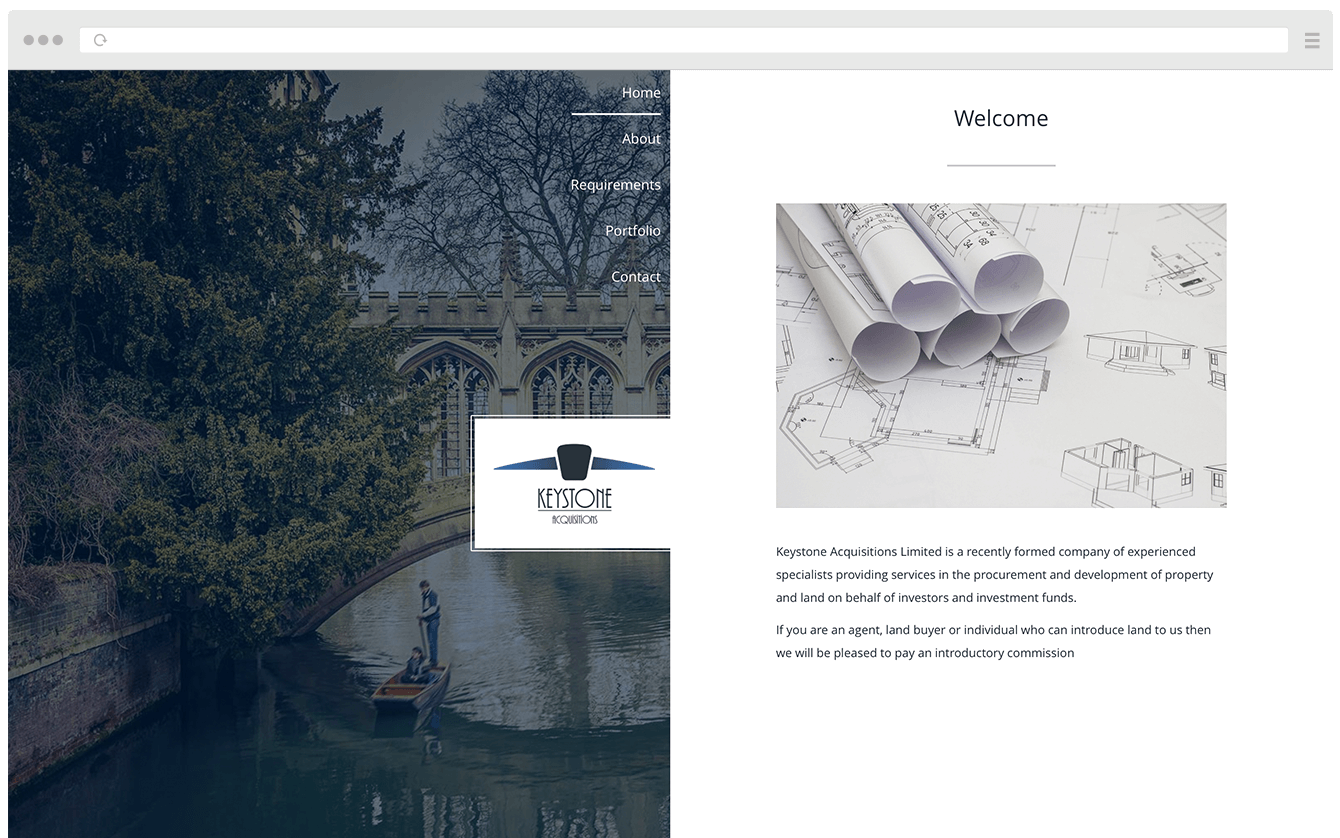 Home
About
Requirements
Portfolio
Contact
KEYSTONE
ACQUISITIONS
Welcome
Keystone Acquisitions Limited is a recently formed company of experienced
specialists providing services in the procurement and development of property
and land on behalf of investors and investment funds.
If you are an agent, land buyer or individual who can introduce land to us then
we will be pleased to pay an introductory commission